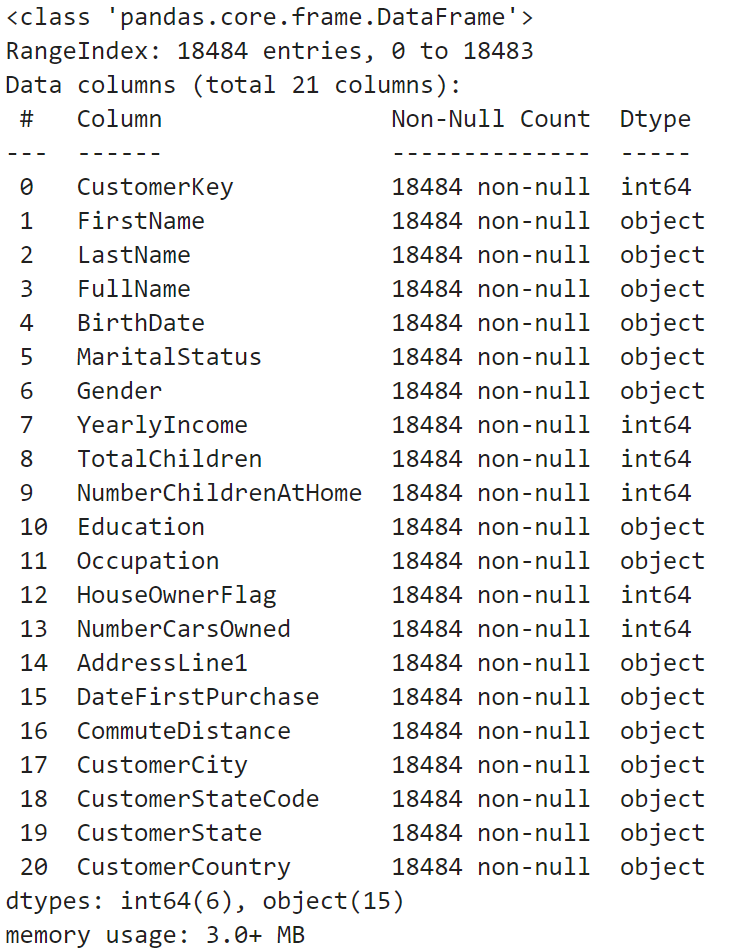 <class 'pandas.core.frame.DataFrame'>
RangeIndex: 18484 entries, 0 to 18483
Data columns (total 21 columns):
 #   Column                Non-Null Count  Dtype
---  ------                --------------  -----
 0   CustomerKey           18484 non-null  int64
 1   FirstName             18484 non-null  object
 2   LastName              18484 non-null  object
 3   FullName              18484 non-null  object
 4   BirthDate             18484 non-null  object
 5   MaritalStatus         18484 non-null  object
 6   Gender                18484 non-null  object
 7   YearlyIncome          18484 non-null  int64
 8   TotalChildren         18484 non-null  int64
 9   NumberChildrenAtHome  18484 non-null  int64
 10  Education             18484 non-null  object
 11  Occupation            18484 non-null  object
 12  HouseOwnerFlag        18484 non-null  int64
 13  NumberCarsOwned       18484 non-null  int64
 14  AddressLine1          18484 non-null  object
 15  DateFirstPurchase     18484 non-null  object
 16  CommuteDistance       18484 non-null  object
 17  CustomerCity          18484 non-null  object
 18  CustomerStateCode     18484 non-null  object
 19  CustomerState         18484 non-null  object
 20  CustomerCountry       18484 non-null  object
dtypes: int64(6), object(15)
memory usage: 3.0+ MB